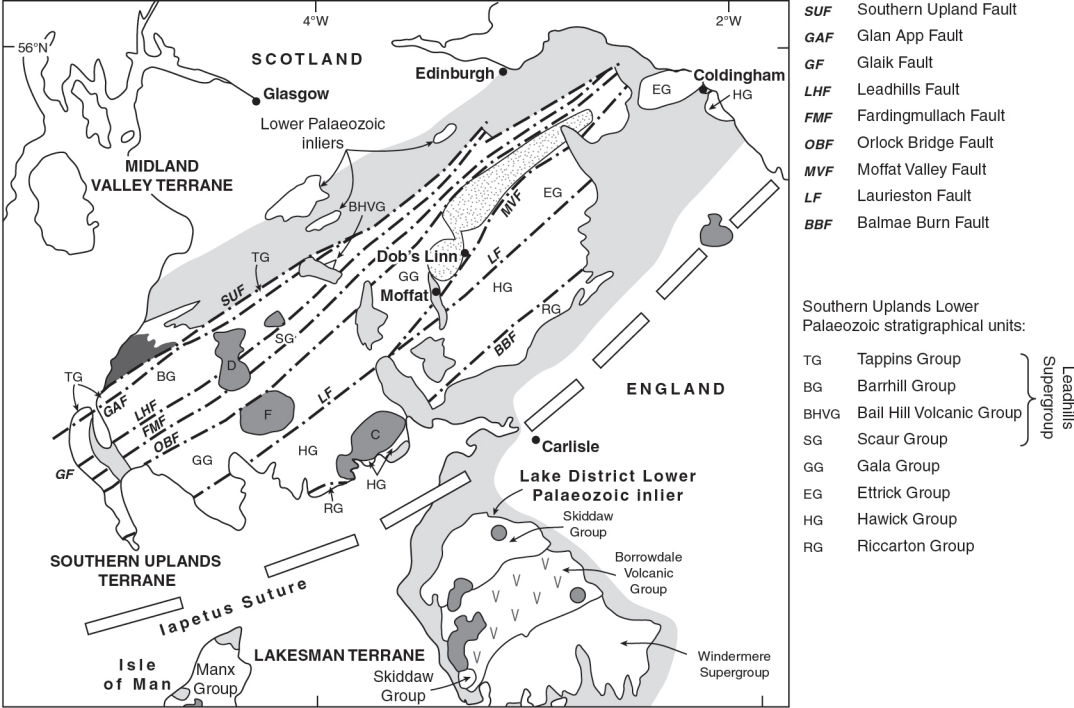 4°W
2°W
56°N
SCOTLAND
Edinburgh
Coldingham
EG
HG
Glasgow
Lower Palaeozoic
inliers
MIDLAND
VALLEY TERRANE
BHVG
EG
MVF
TG
Dob's Linn
LF
GG
HG
Moffat
SUF
RG
SG
BBF
D
TG
BG
GAF
LHF
FMF
OBF
LF
F
C
ENGLAND
Carlisle
GF
GG
HG
HG
RG
Lake District Lower
Palaeozoic inlier
Skiddaw
Group
SOUTHERN UPLANDS
TERRANE
Borrowdale
Volcanic
Group
V V V V V V V V V
Iapetus Suture
Isle
of Man
Manx
Group
LAKESMAN TERRANE
Skiddaw
Group
Windermere
Supergroup
SUF Southern Upland Fault
GAF Glan App Fault
GF Glaik Fault
LHF Leadhills Fault
FMF Fardingmullach Fault
OBF Orlock Bridge Fault
MVF Moffat Valley Fault
LF Laurieston Fault
BBF Balmae Burn Fault
Southern Uplands Lower
Palaeozoic stratigraphical units:
TG Tappins Group
BG Barrhill Group
BHVG Bail Hill Volcanic Group
SG Scaur Group
Leadhills
Supergroup
GG Gala Group
EG Ettrick Group
HG Hawick Group
RG Riccarton Group